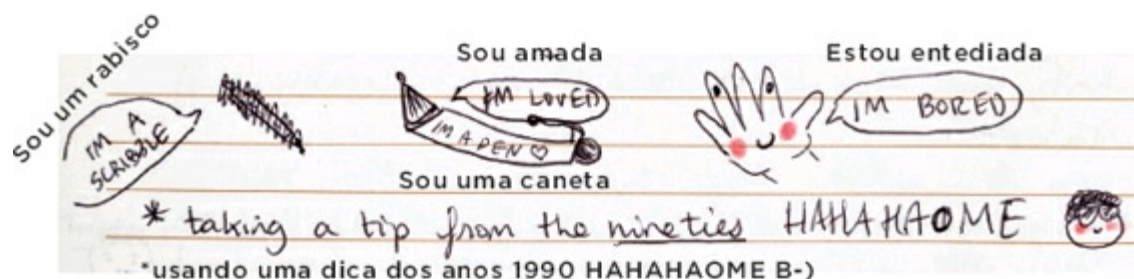 Sou um rabisco
I'M A
SCRIBBLE
Sou amada
I'M LOVED
I'M A PEN ♡
Sou uma caneta
Estou entediada
I'M BORED
* taking a tip from the nineties HAHAHAOME
*usando uma dica dos anos 1990 HAHAHAOME B-)